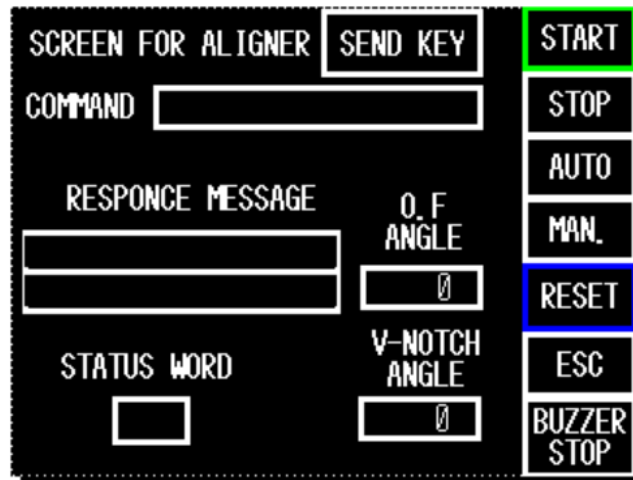 SCREEN FOR ALIGNER
SEND KEY
COMMAND
RESPONCE MESSAGE
O.F
ANGLE
0
STATUS WORD
V-NOTCH
ANGLE
0
START
STOP
AUTO
MAN.
RESET
ESC
BUZZER
STOP